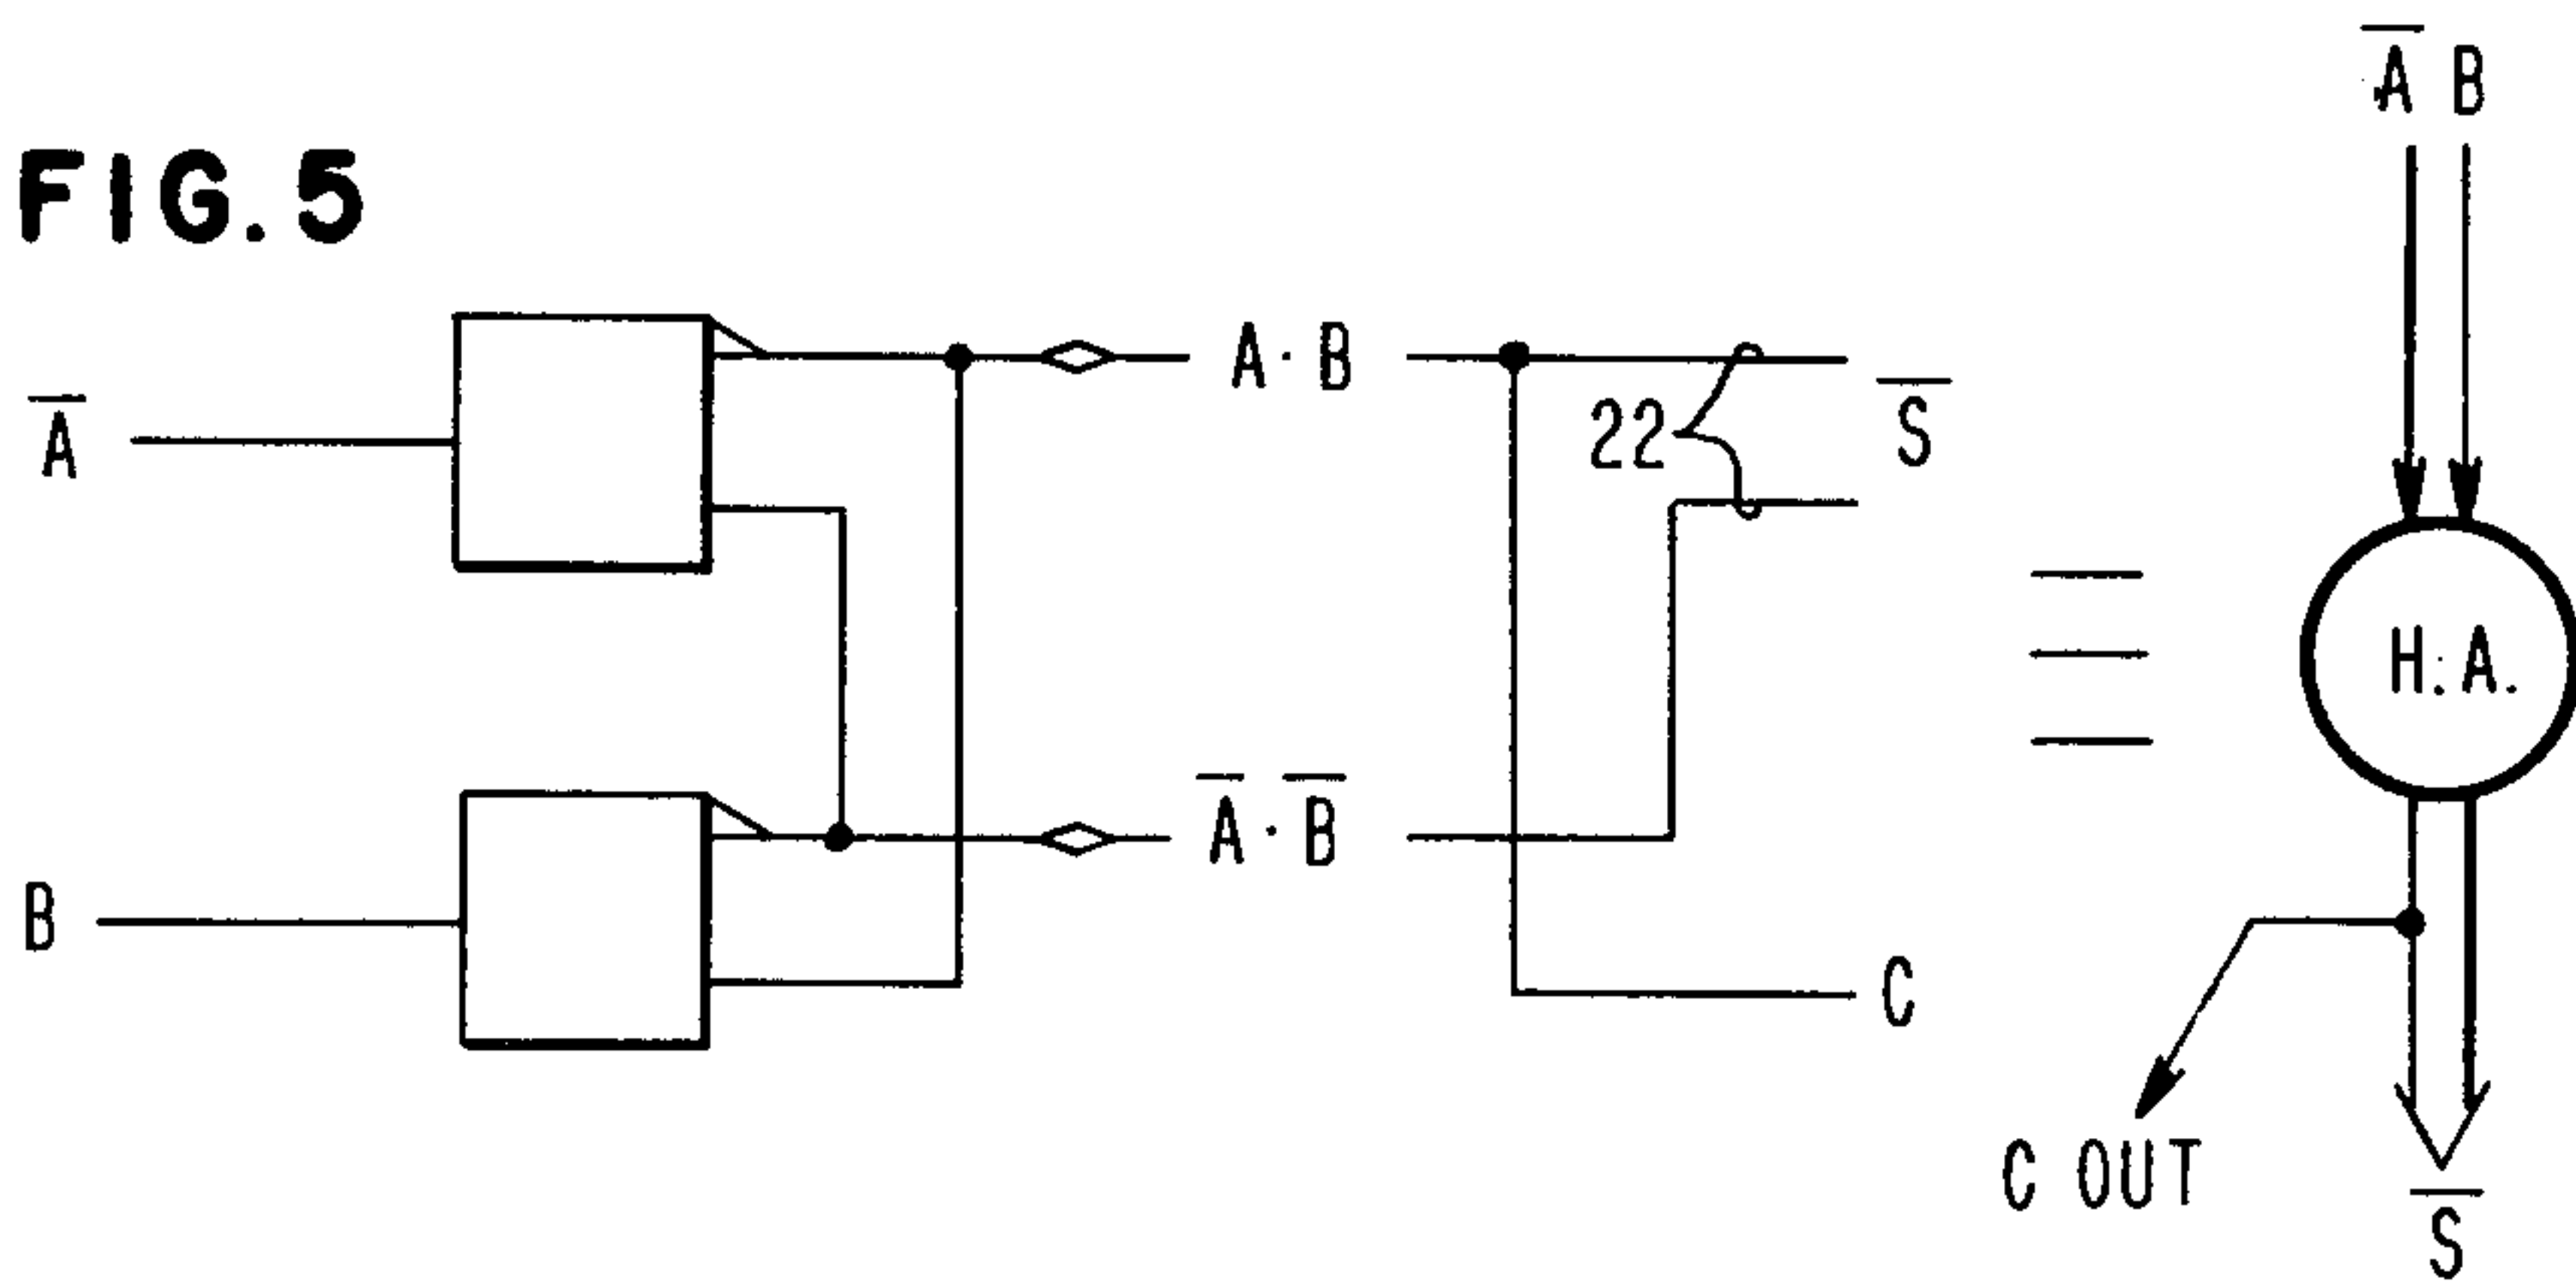 A̅ B
FIG. 5
A · B
22
S̅
A̅
H. A.
A̅ · B̅
B
C
C OUT
S̅